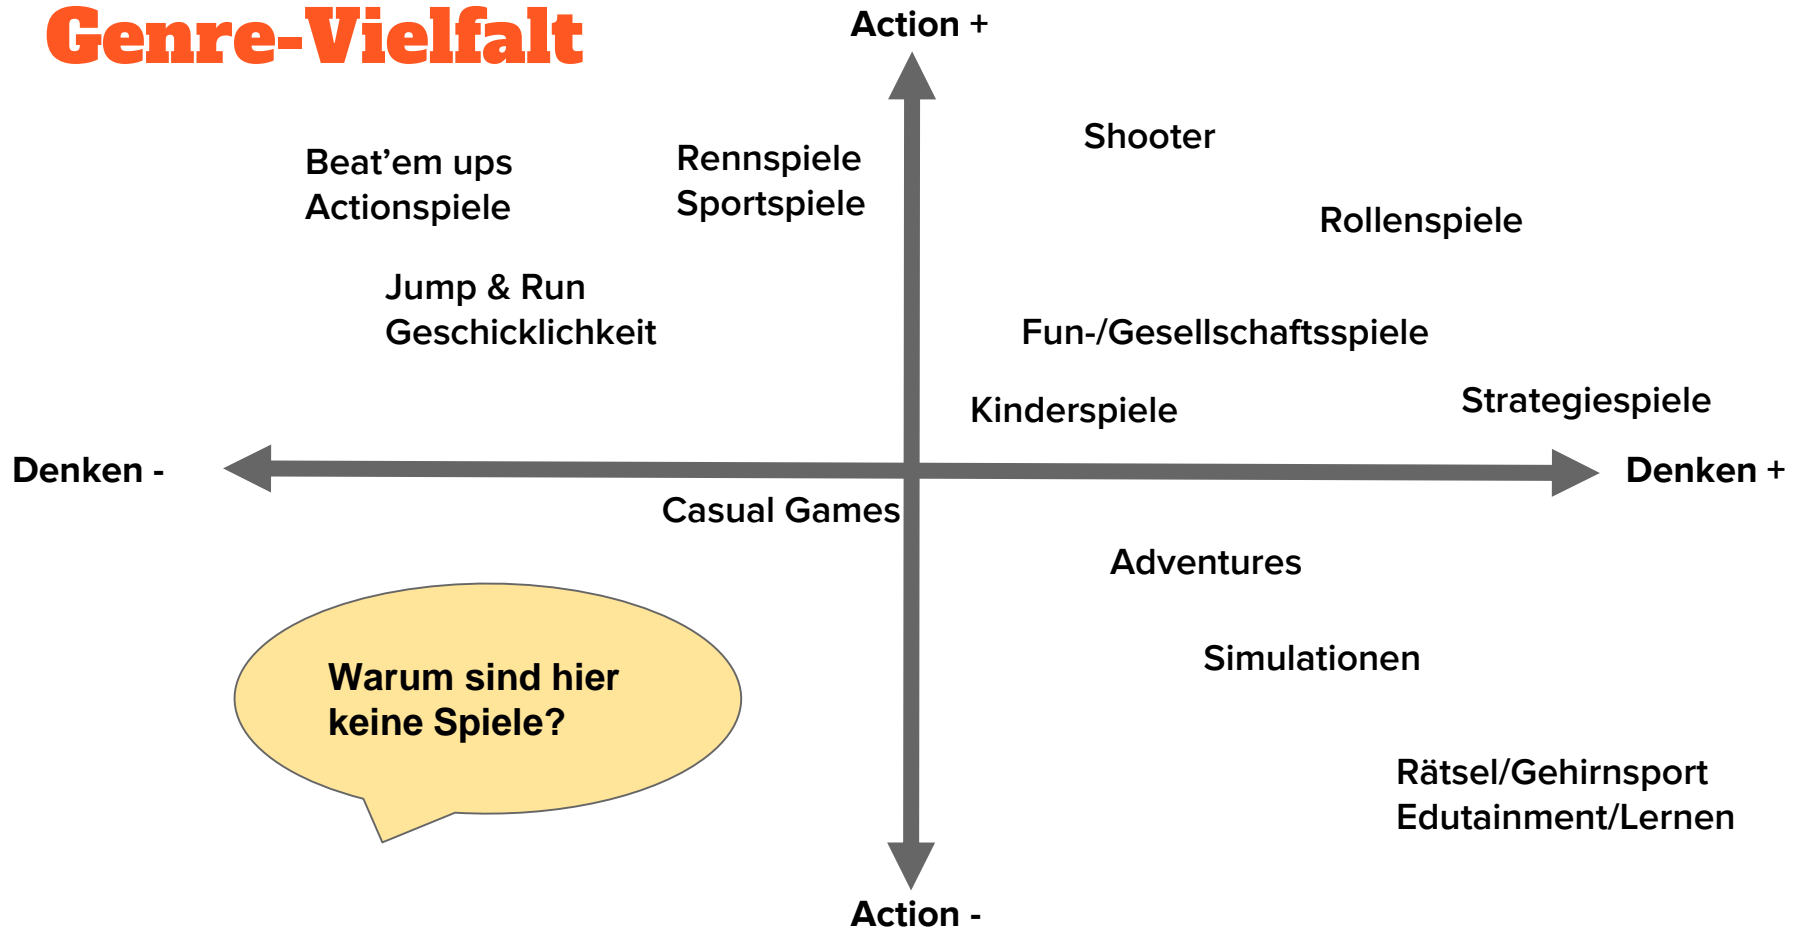 Genre-Vielfalt
Action +
Shooter
Beat’em ups
Actionspiele
Rennspiele
Sportspiele
Rollenspiele
Jump & Run
Geschicklichkeit
Fun-/Gesellschaftsspiele
Kinderspiele
Strategiespiele
Denken -
Denken +
Casual Games
Adventures
Simulationen
Warum sind hier
keine Spiele?
Rätsel/Gehirnsport
Edutainment/Lernen
Action -